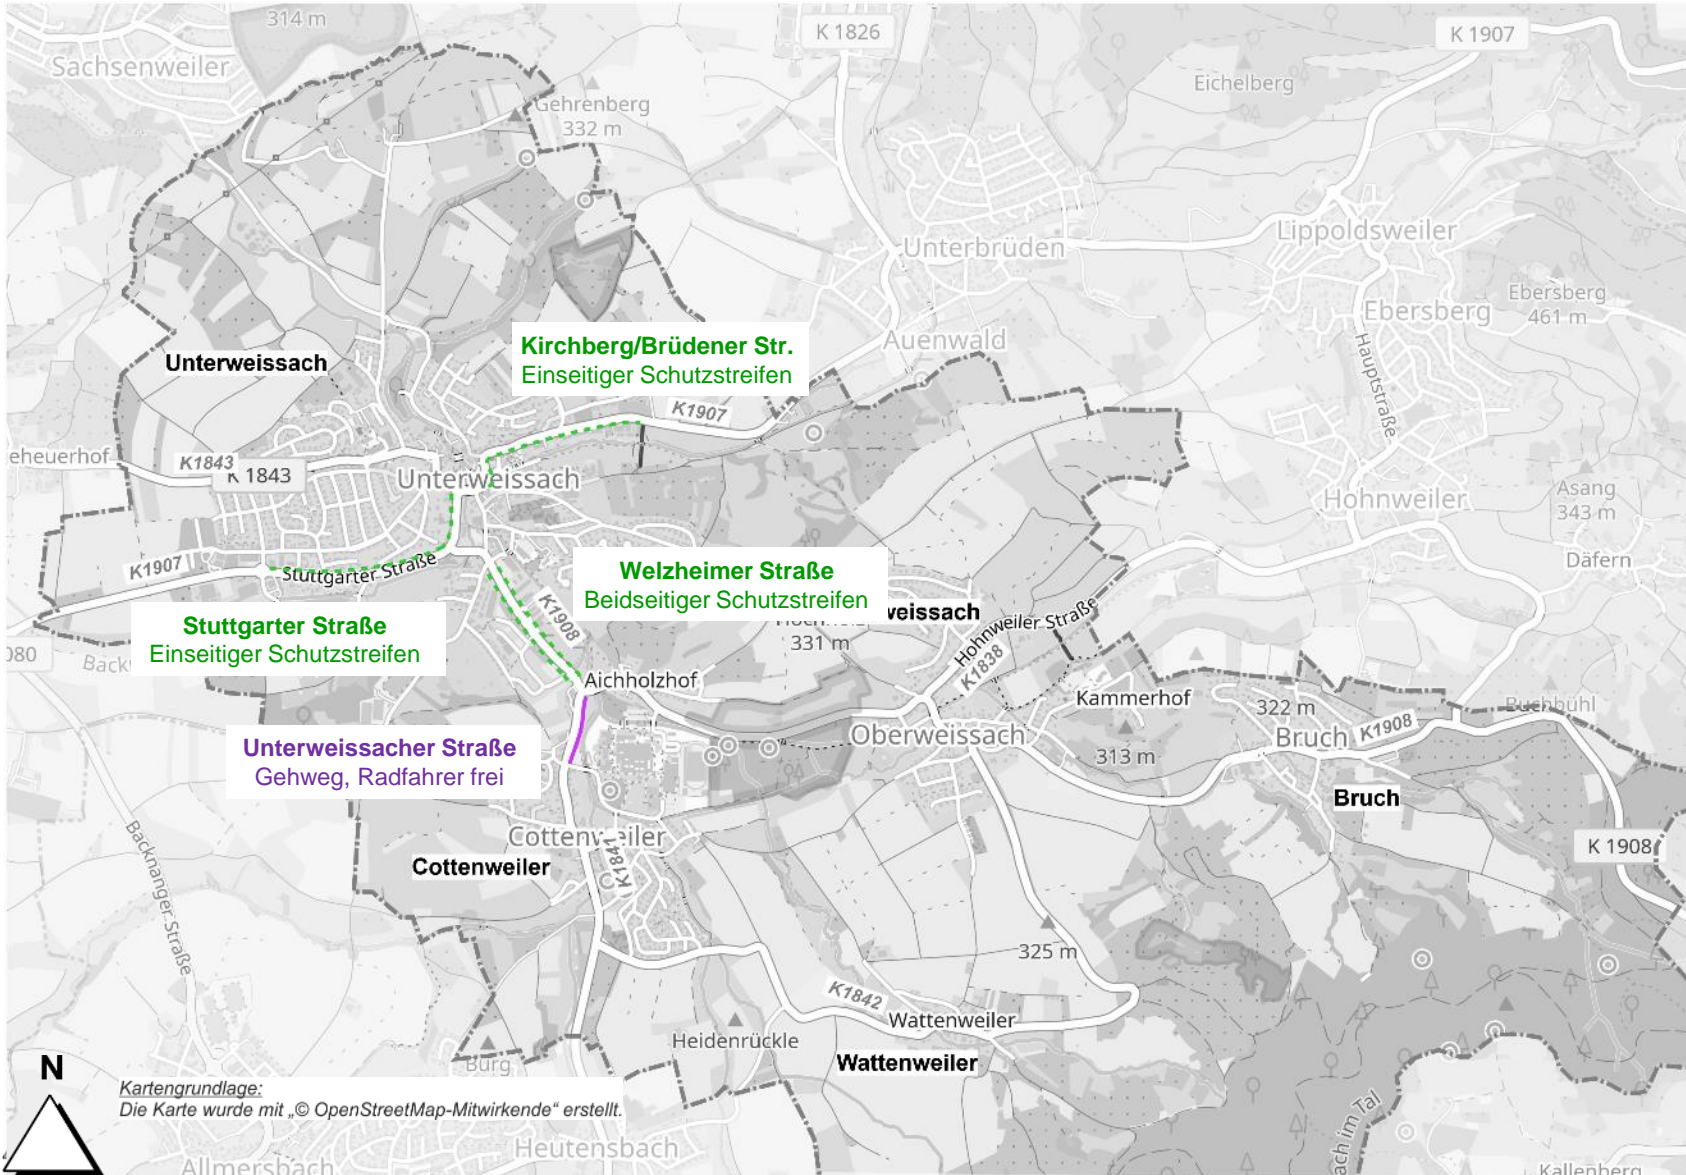 314 m
K 1826
K 1907
Sachsenweiler
Eichelberg
Gehrenberg
332 m
Lippoldsweiler
Unterbrüden
Ebersberg
461 m
Ebersberg
Auenwald
Hauptstraße
Unterweissach
Kirchberg/Brüdener Str.
Einseitiger Schutzstreifen
K1907
eheuerhof
K1843
K 1843
Unterweissach
Hohnweiler
Asang
343 m
Däfern
K1907
Stuttgarter Straße
Welzheimer Straße
Beidseitiger Schutzstreifen
K1908
weissach
331 m
Hohnweiler Straße
K1838
Stuttgarter Straße
Einseitiger Schutzstreifen
080
Aichholzhof
Kammerhof
322 m
Buchbühl
K1908
Oberweissach
Bruch
313 m
Unterweissacher Straße
Gehweg, Radfahrer frei
Bruch
Backnanger Straße
Cottenweiler
K1841
Cottenweiler
K 1908
325 m
K1842
Wattenweiler
Heidenrückle
Wattenweiler
Burg
N
Kartengrundlage:
Die Karte wurde mit „© OpenStreetMap-Mitwirkende“ erstellt.
Heutensbach
Allmersbach
ach im Tal
Kallenberg